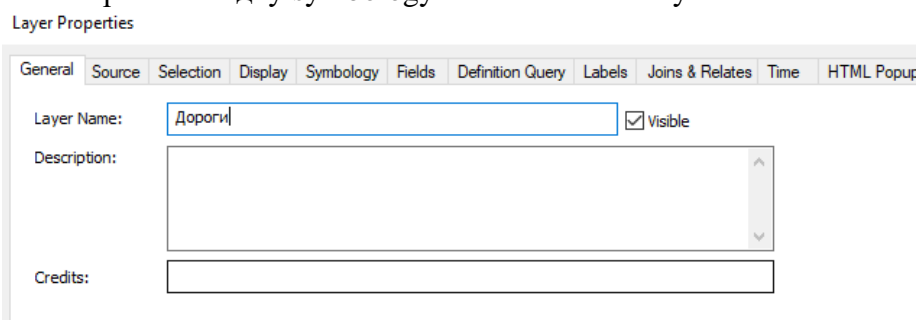 Layer Properties
General Source Selection Display Symbology Fields Definition Query Labels Joins & Relates Time HTML Popup
Layer Name: Дороги Visible
Description:
Credits: